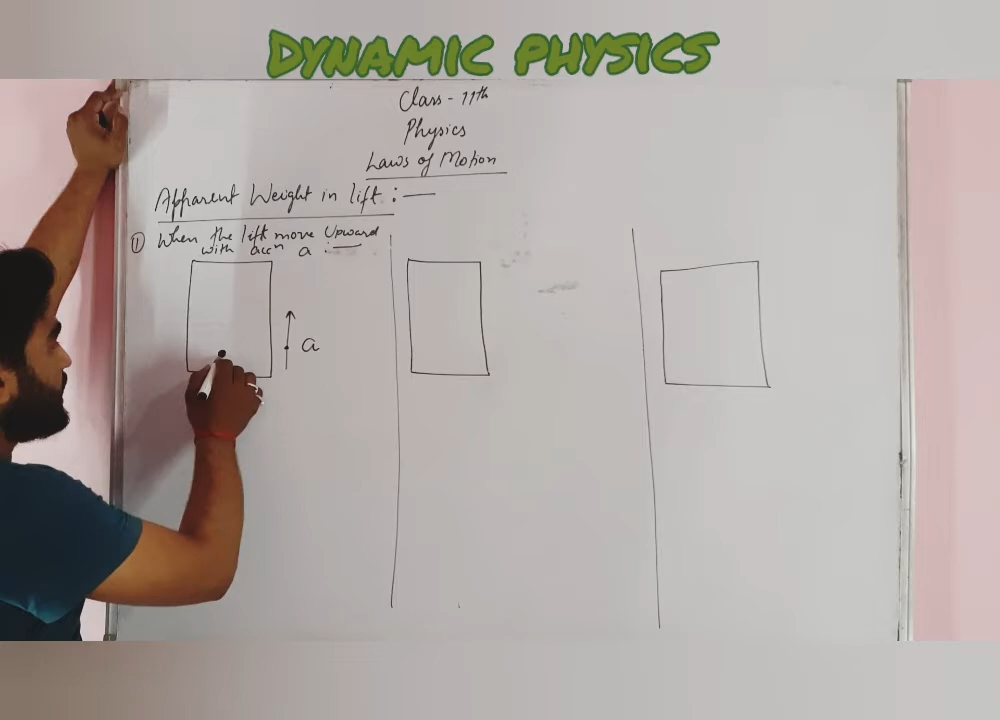 DYNAMIC PHYSICS
Class - 11th
Physics
Laws of Motion
Apparent Weight in lift :—
① When the lift move Upward
with accn a :—
a